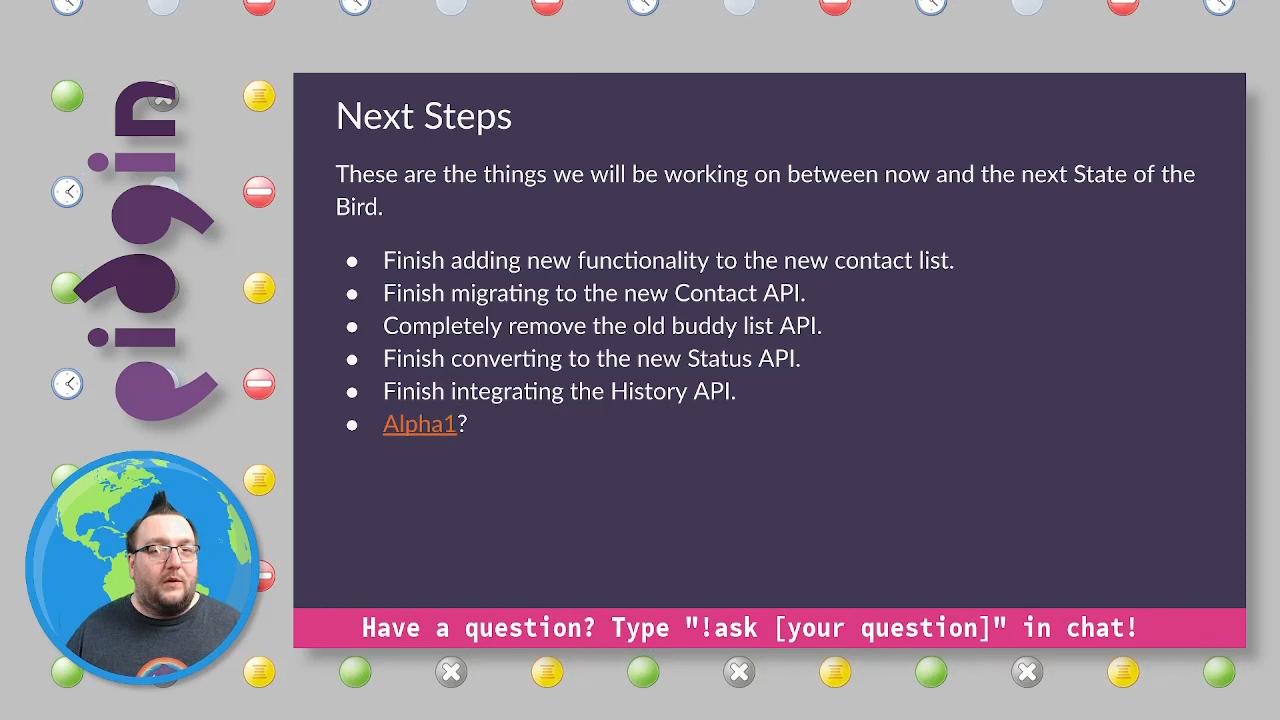 pidgin
Next Steps
These are the things we will be working on between now and the next State of the
Bird.
● Finish adding new functionality to the new contact list.
● Finish migrating to the new Contact API.
● Completely remove the old buddy list API.
● Finish converting to the new Status API.
● Finish integrating the History API.
● Alpha1?
Have a question? Type "!ask [your question]" in chat!